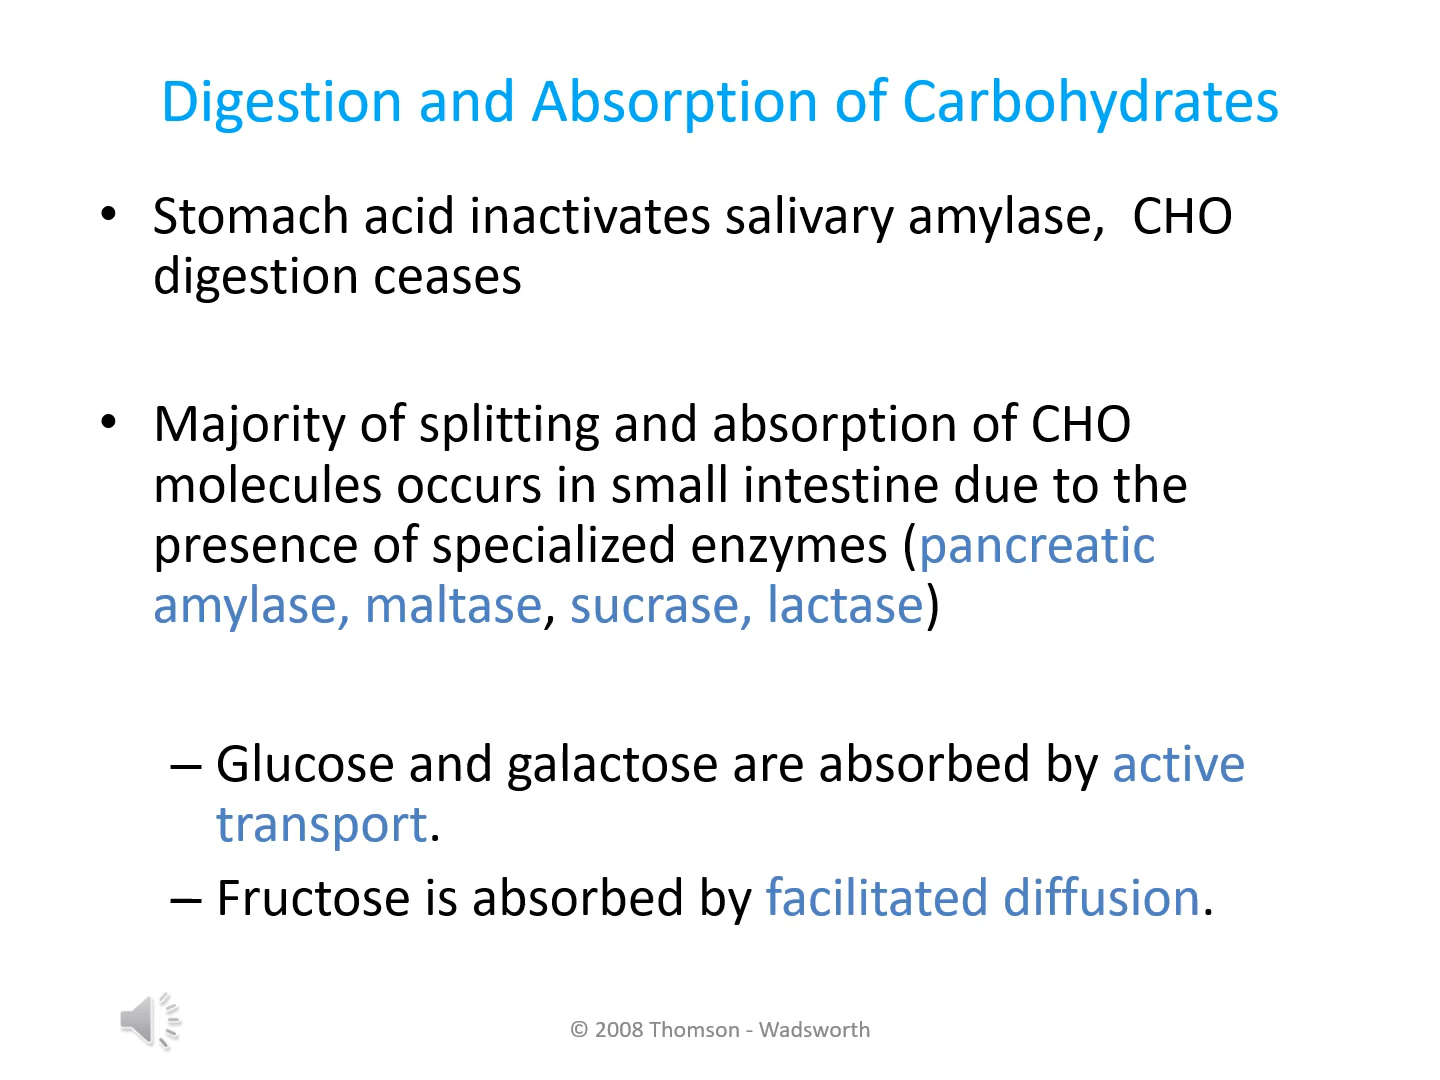 Digestion and Absorption of Carbohydrates
• Stomach acid inactivates salivary amylase,  CHO
digestion ceases
• Majority of splitting and absorption of CHO
molecules occurs in small intestine due to the
presence of specialized enzymes (pancreatic
amylase, maltase, sucrase, lactase)
– Glucose and galactose are absorbed by active
transport.
– Fructose is absorbed by facilitated diffusion.
© 2008 Thomson - Wadsworth